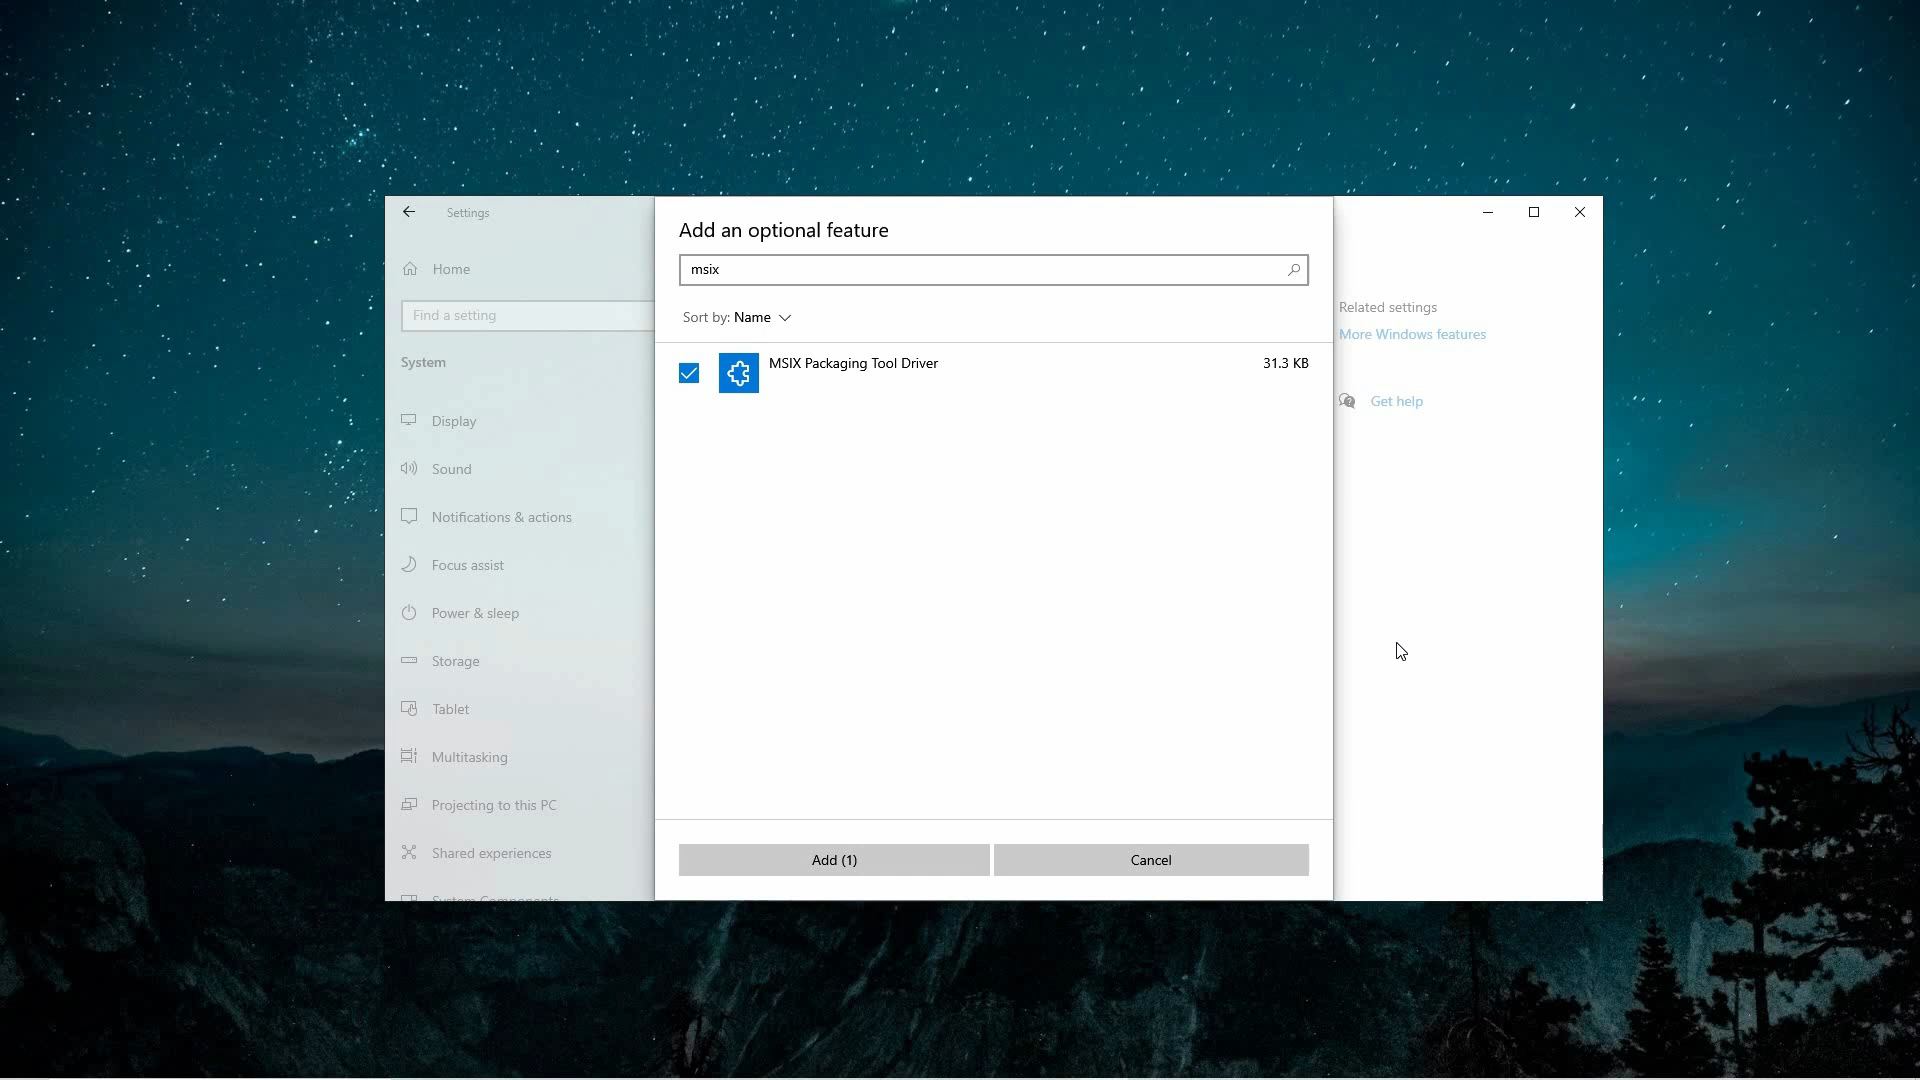 Settings
Home
Find a setting
System
Display
Sound
Notifications & actions
Focus assist
Power & sleep
Storage
Tablet
Multitasking
Projecting to this PC
Shared experiences
System Components
Add an optional feature
msix
Sort by: Name
MSIX Packaging Tool Driver 31.3 KB
Add (1)
Cancel
Related settings
More Windows features
Get help